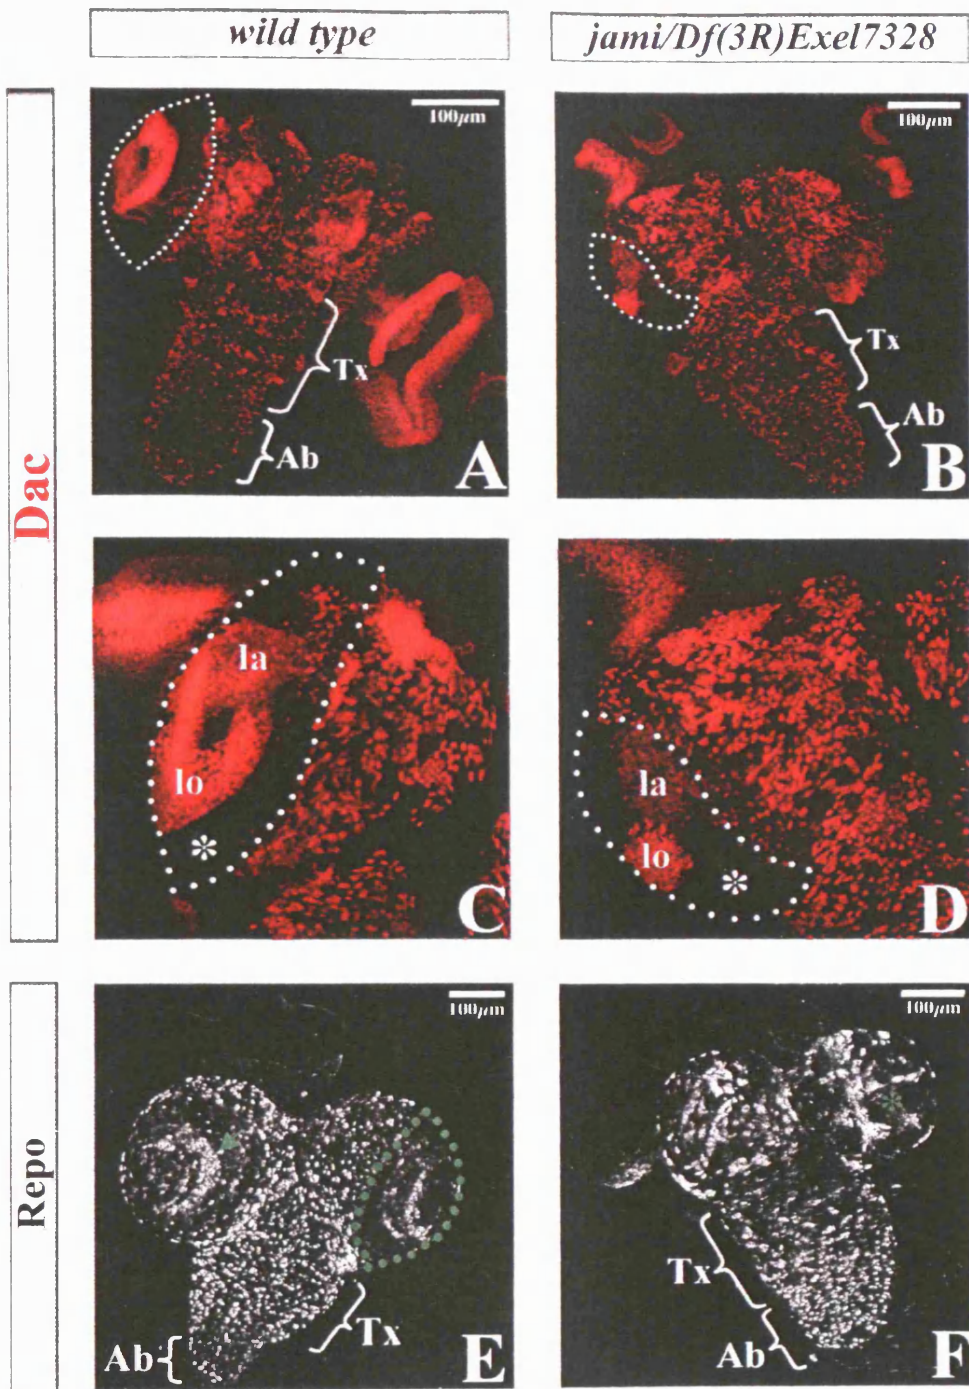 wild type
jami/Df(3R)Exel7328
Dac
100μm
Tx
Ab
A
100μm
Tx
Ab
B
la
lo
*
C
la
lo
*
D
Repo
100μm
Ab
Tx
E
100μm
*
Tx
Ab
F